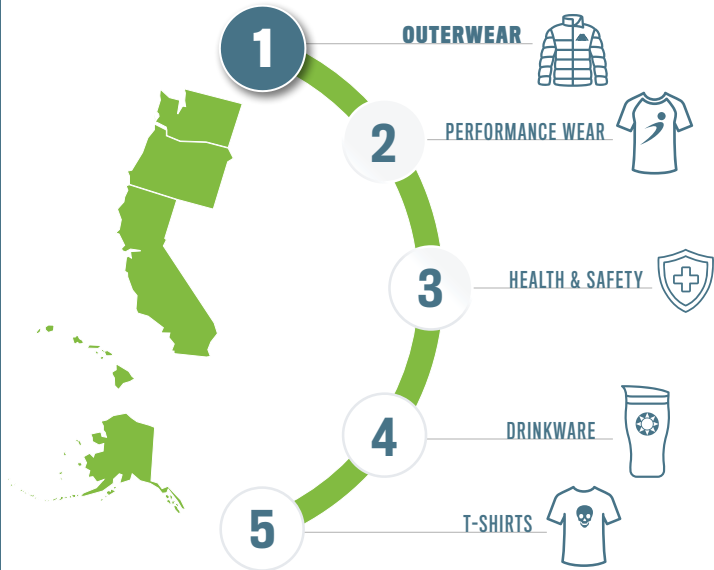 1
OUTERWEAR
2
PERFORMANCE WEAR
3
HEALTH & SAFETY
4
DRINKWARE
5
T-SHIRTS